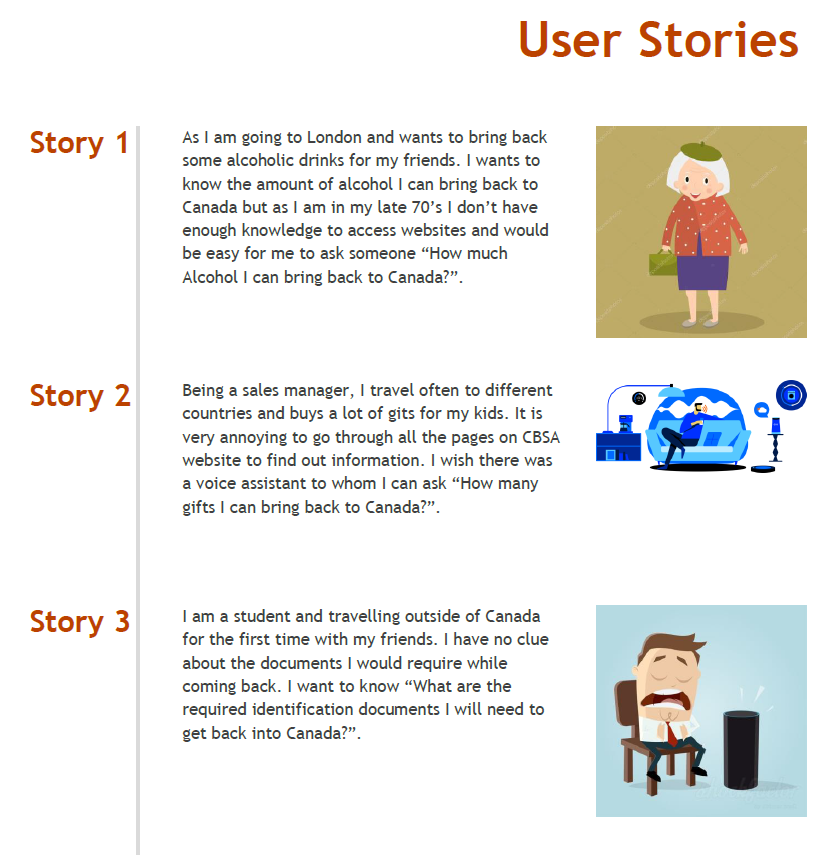 User Stories
Story 1
As I am going to London and wants to bring back
some alcoholic drinks for my friends. I wants to
know the amount of alcohol I can bring back to
Canada but as I am in my late 70’s I don’t have
enough knowledge to access websites and would
be easy for me to ask someone “How much
Alcohol I can bring back to Canada?”.
Story 2
Being a sales manager, I travel often to different
countries and buys a lot of gits for my kids. It is
very annoying to go through all the pages on CBSA
website to find out information. I wish there was
a voice assistant to whom I can ask “How many
gifts I can bring back to Canada?”.
Story 3
I am a student and travelling outside of Canada
for the first time with my friends. I have no clue
about the documents I would require while
coming back. I want to know “What are the
required identification documents I will need to
get back into Canada?”.